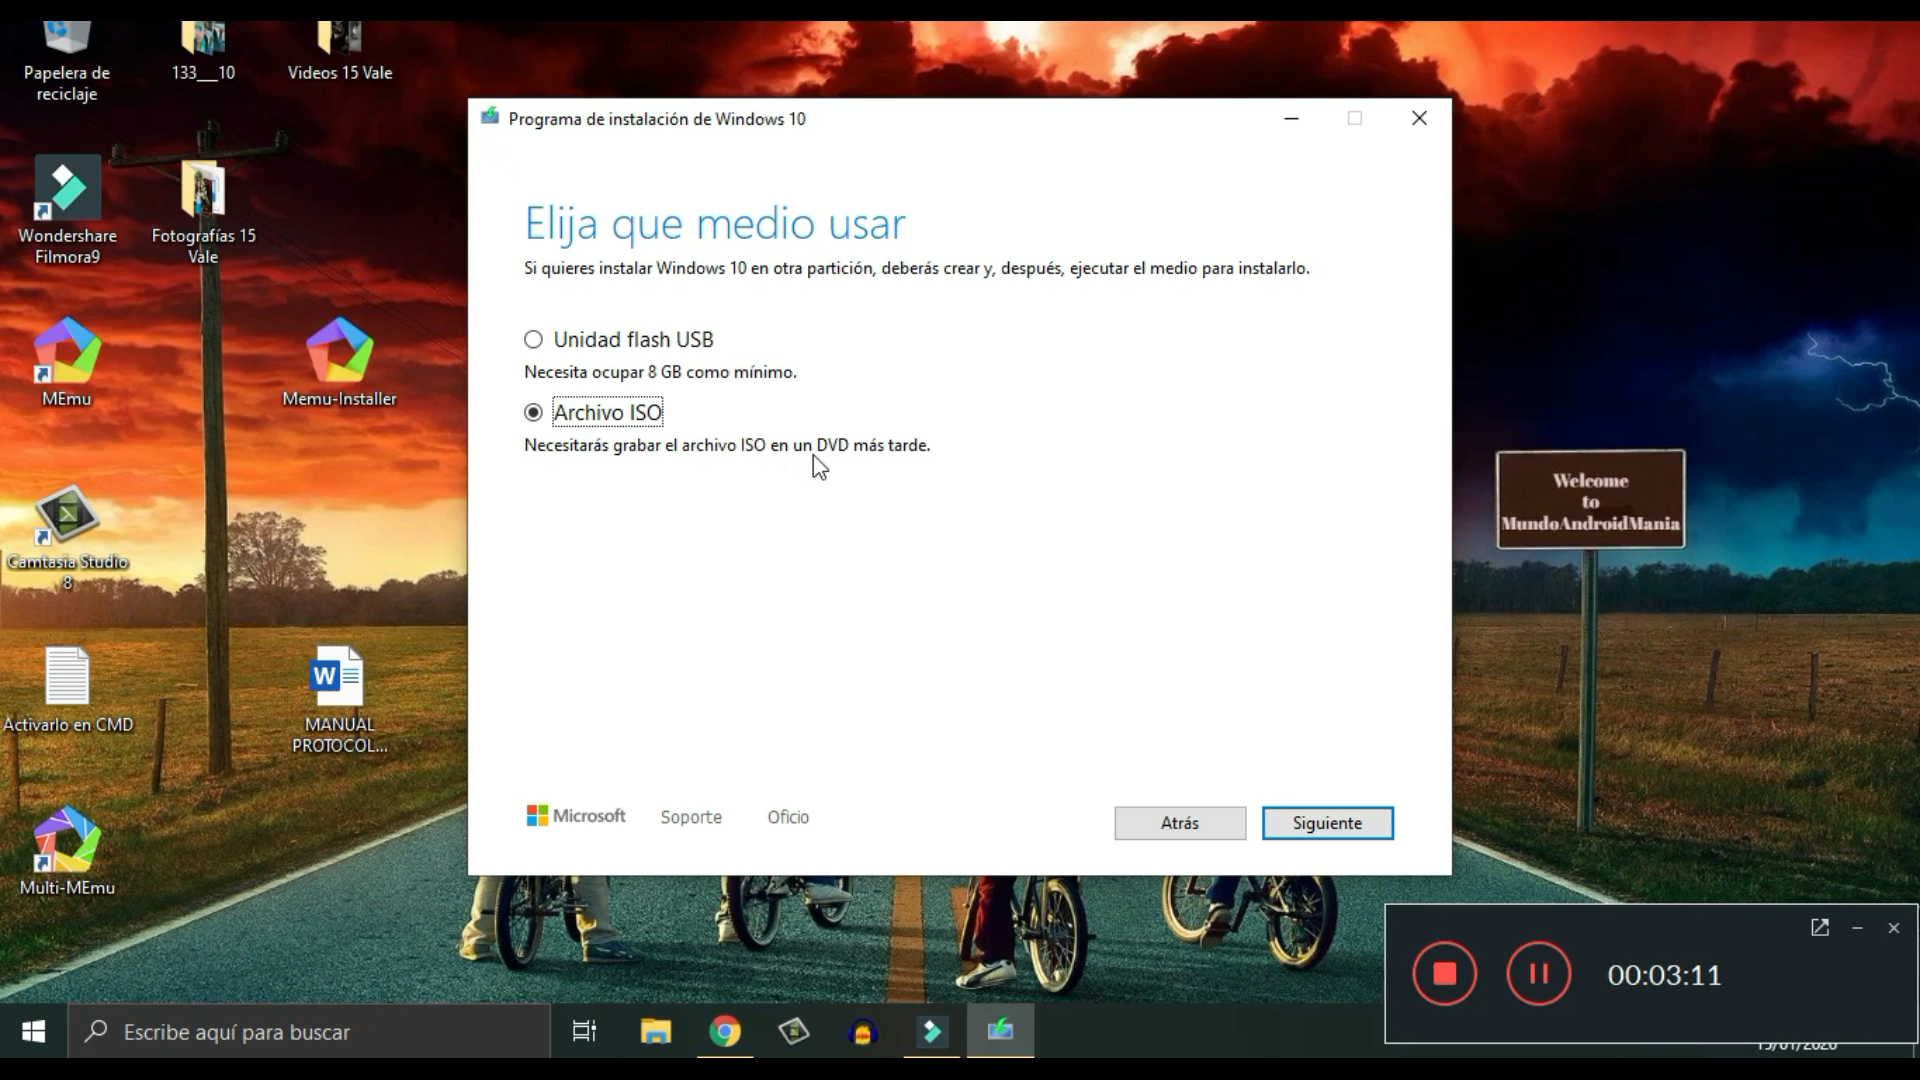 Papelera de
reciclaje
133___10
Videos 15 Vale
Programa de instalación de Windows 10
Elija que medio usar
Si quieres instalar Windows 10 en otra partición, deberás crear y, después, ejecutar el medio para instalarlo.
Wondershare
Filmora9
Fotografías 15
Vale
Unidad flash USB
Necesita ocupar 8 GB como mínimo.
MEmu
Memu-Installer
Archivo ISO
Necesitarás grabar el archivo ISO en un DVD más tarde.
Welcome
to
MundoAndroidMania
Camtasia Studio
8
Activarlo en CMD
W
MANUAL
PROTOCOL...
Microsoft
Soporte
Oficio
Atrás
Siguiente
Multi-MEmu
00:03:11
Escribe aquí para buscar